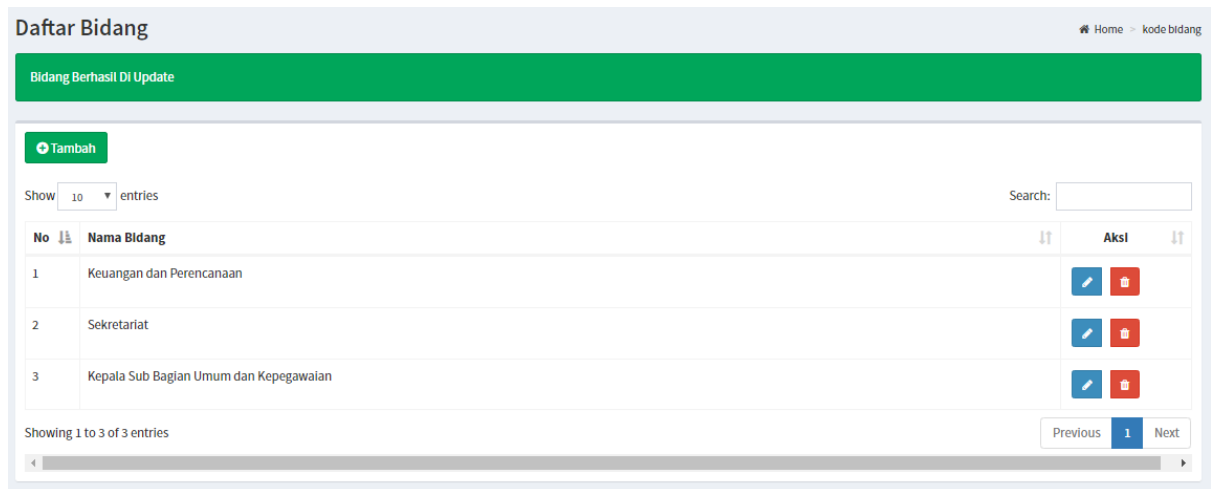 Daftar Bidang
Home > kode bidang
Bidang Berhasil Di Update
Tambah
Show 10 entries
Search:
No Nama Bidang Aksi
1 Keuangan dan Perencanaan
2 Sekretariat
3 Kepala Sub Bagian Umum dan Kepegawaian
Showing 1 to 3 of 3 entries
Previous 1 Next